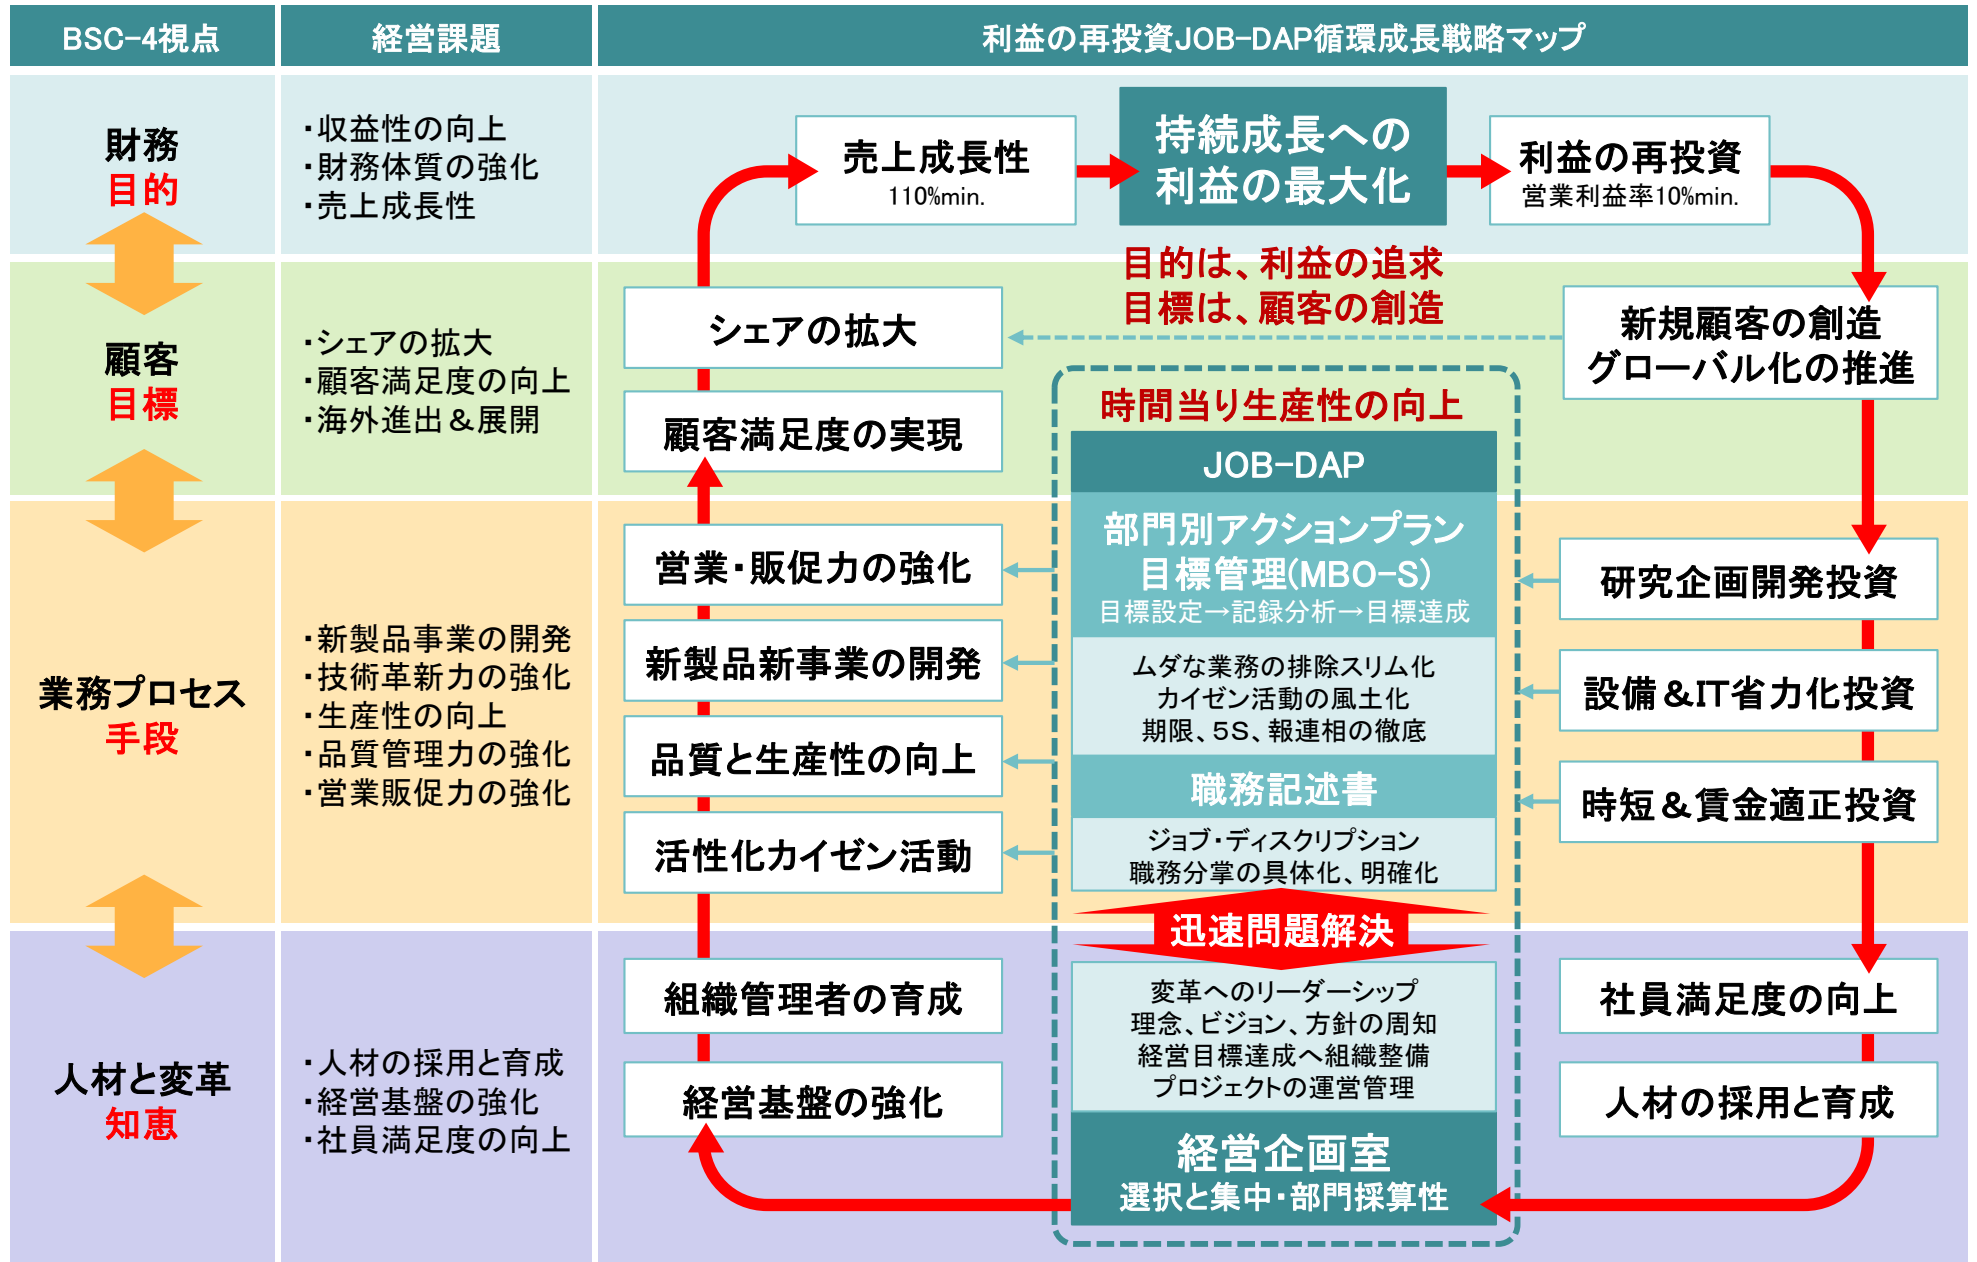 BSC-4視点
経営課題
利益の再投資JOB-DAP循環成長戦略マップ
財務
目的
・収益性の向上
・財務体質の強化
・売上成長性
売上成長性
110%min.
持続成長への
利益の最大化
利益の再投資
営業利益率10%min.
目的は、利益の追求
目標は、顧客の創造
顧客
目標
・シェアの拡大
・顧客満足度の向上
・海外進出＆展開
シェアの拡大
顧客満足度の実現
新規顧客の創造
グローバル化の推進
時間当り生産性の向上
JOB-DAP
部門別アクションプラン
目標管理(MBO-S)
目標設定→記録分析→目標達成
ムダな業務の排除スリム化
カイゼン活動の風土化
期限、5S、報連相の徹底
職務記述書
ジョブ・ディスクリプション
職務分掌の具体化、明確化
業務プロセス
手段
・新製品事業の開発
・技術革新力の強化
・生産性の向上
・品質管理力の強化
・営業販促力の強化
営業・販促力の強化
新製品新事業の開発
品質と生産性の向上
活性化カイゼン活動
研究企画開発投資
設備＆IT省力化投資
時短＆賃金適正投資
迅速問題解決
人材と変革
知恵
・人材の採用と育成
・経営基盤の強化
・社員満足度の向上
組織管理者の育成
経営基盤の強化
変革へのリーダーシップ
理念、ビジョン、方針の周知
経営目標達成へ組織整備
プロジェクトの運営管理
経営企画室
選択と集中・部門採算性
社員満足度の向上
人材の採用と育成